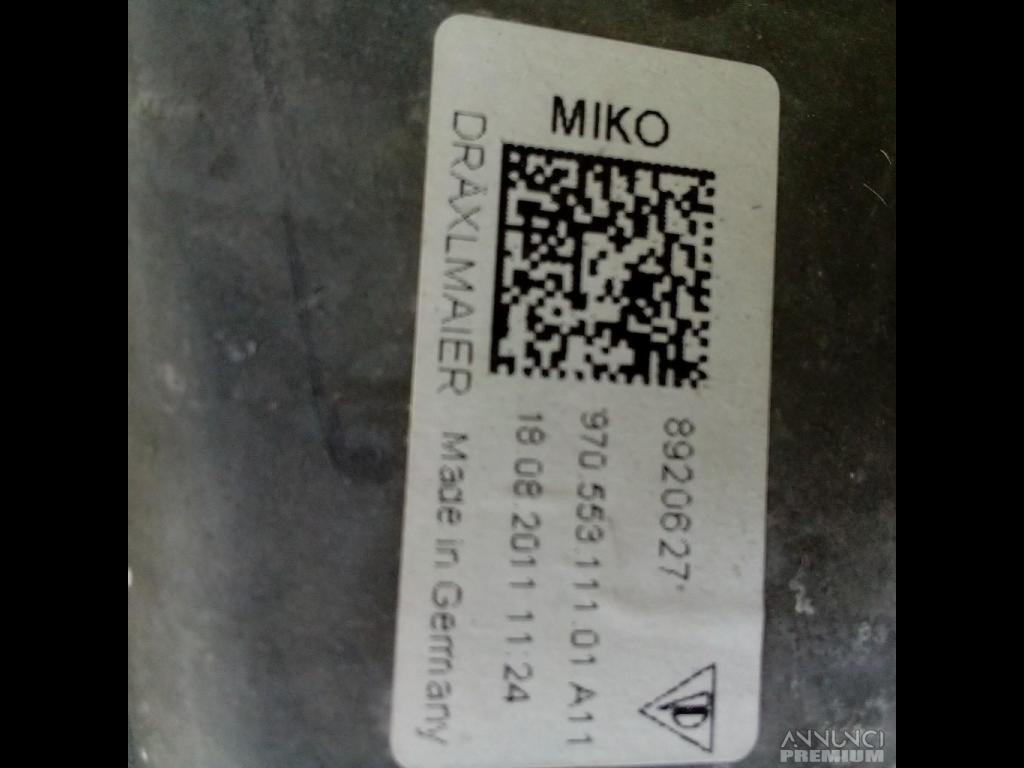 MIKO
8920627
970.553.111.01 A11
18.08.2011 11:24
DRÄXLMAIER Made in Germany
D
ANNUNCI
PREMIUM